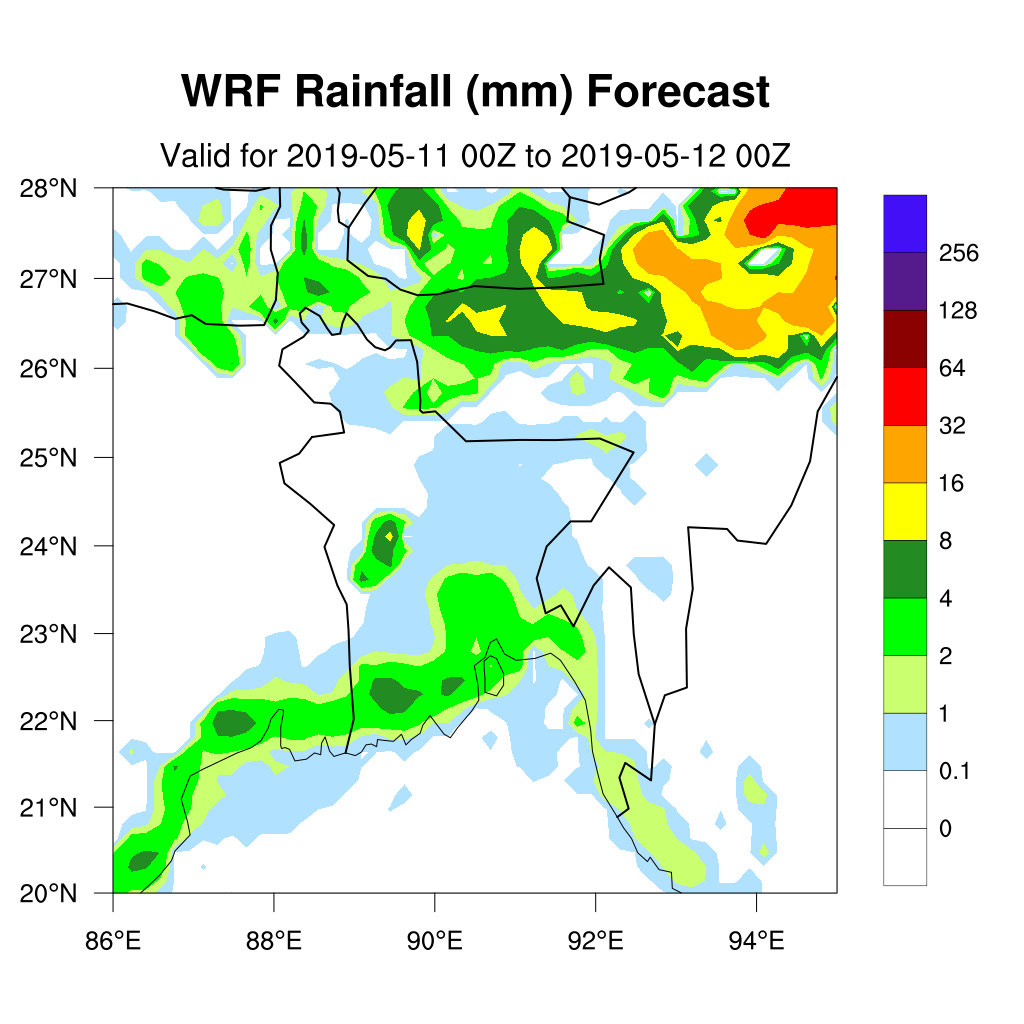 WRF Rainfall (mm) Forecast
Valid for 2019-05-11 00Z to 2019-05-12 00Z
28°N
27°N
26°N
25°N
24°N
23°N
22°N
21°N
20°N
86°E 88°E 90°E 92°E 94°E
256
128
64
32
16
8
4
2
1
0.1
0